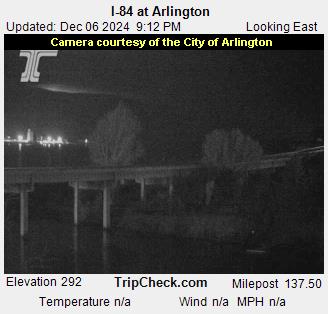 I-84 at Arlington
Updated: Dec 06 2024 9:12 PM Looking East
Camera courtesy of the City of Arlington
Elevation 292 TripCheck.com Milepost 137.50
Temperature n/a Wind n/a MPH n/a